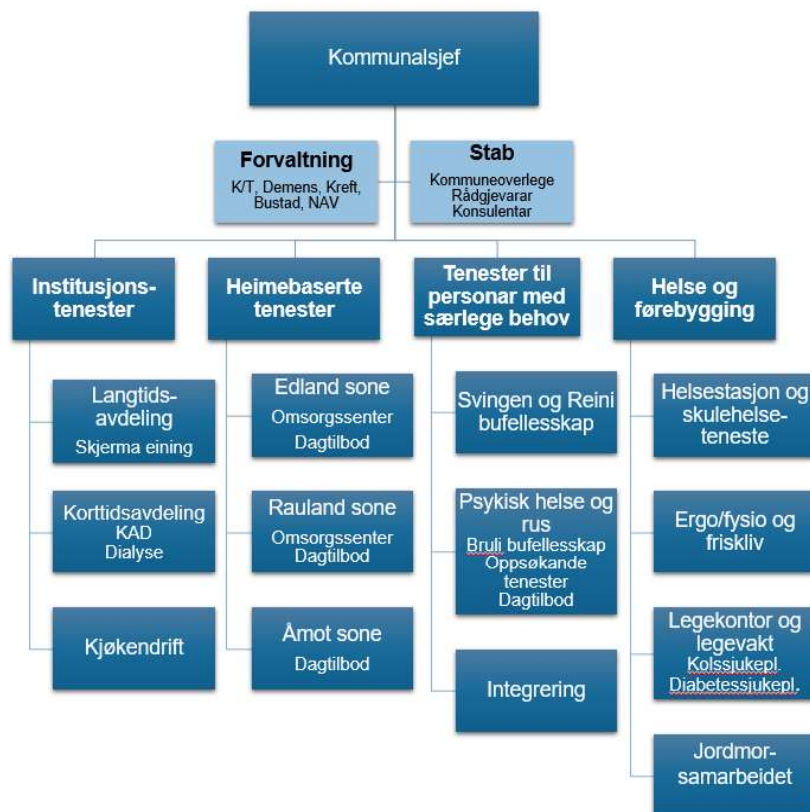 Kommunalsjef
Forvaltning
K/T, Demens, Kreft,
Bustad, NAV
Stab
Kommuneoverlege
Rådgjevarar
Konsulentar
Institusjons-
tenester
Langtids-
avdeling
Skjerma eining
Korttidsavdeling
KAD
Dialyse
Kjøkendrift
Heimebaserte
tenester
Edland sone
Omsorgssenter
Dagtilbod
Rauland sone
Omsorgssenter
Dagtilbod
Åmot sone
Dagtilbod
Tenester til
personar med
særlege behov
Svingen og Reini
bufellesskap
Psykisk helse og
rus
Bruli bufellesskap
Oppsøkande
tenester
Dagtilbod
Integrering
Helse og
førebygging
Helsestasjon og
skulehelse-
teneste
Ergo/fysio og
friskliv
Legekontor og
legevakt
Kolssjukepl.
Diabetessjukepl.
Jordmor-
samarbeidet